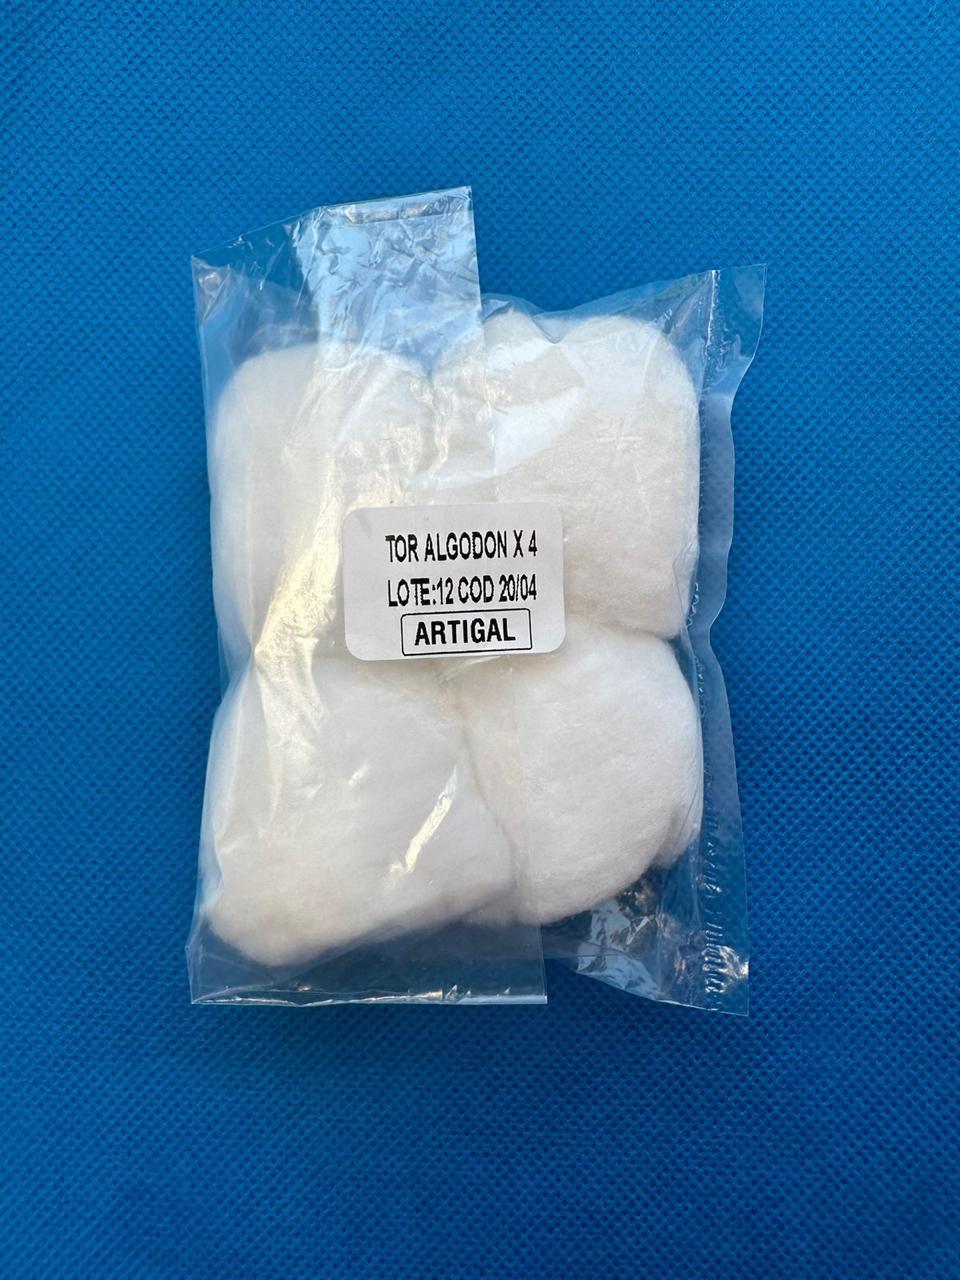 TOR ALGODON X 4
LOTE:12 COD 20/04
ARTIGAL